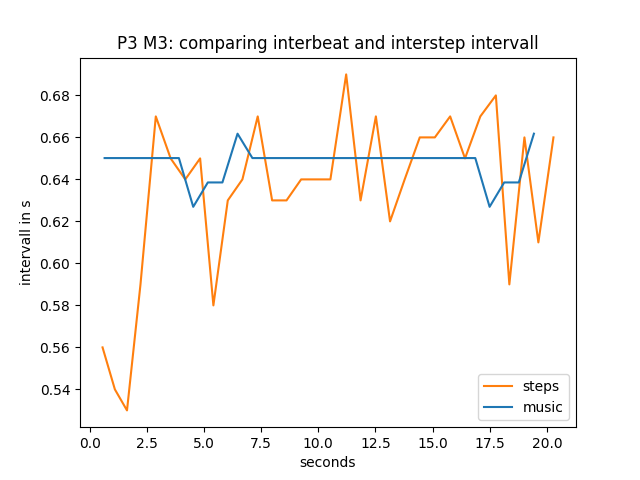 P3 M3: comparing interbeat and interstep intervall
0.68
0.66
0.64
0.62
0.60
0.58
0.56
0.54
intervall in s
steps
music
0.0 2.5 5.0 7.5 10.0 12.5 15.0 17.5 20.0
seconds